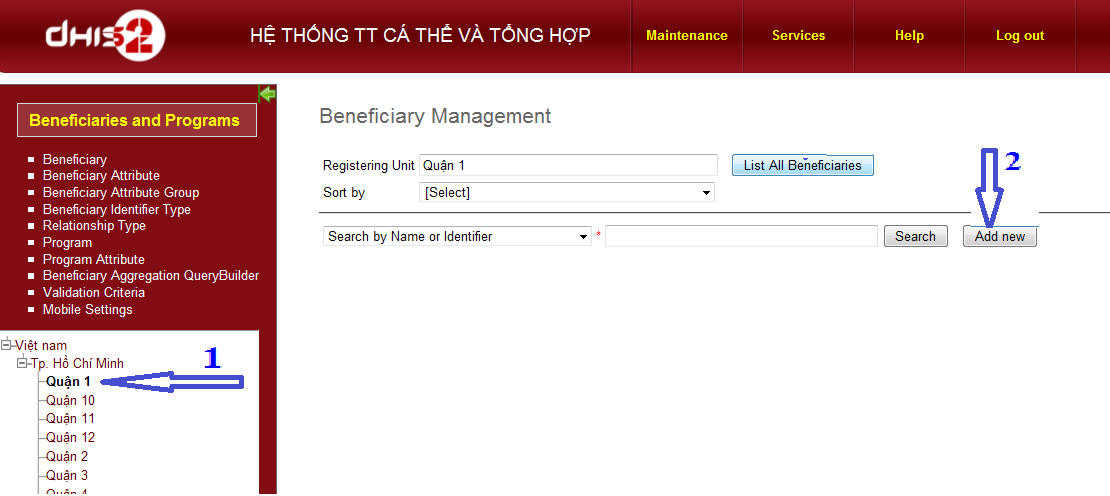 dhis2
HỆ THỐNG TT CÁ THỂ VÀ TỔNG HỢP
Maintenance
Services
Help
Log out
Beneficiaries and Programs
Beneficiary
Beneficiary Attribute
Beneficiary Attribute Group
Beneficiary Identifier Type
Relationship Type
Program
Program Attribute
Beneficiary Aggregation QueryBuilder
Validation Criteria
Mobile Settings
Việt nam
Tp. Hồ Chí Minh
Quận 1
Quận 10
Quận 11
Quận 12
Quận 2
Quận 3
Quận 4
1
Beneficiary Management
Registering Unit Quận 1 List All Beneficiaries
Sort by [Select]
2
Search by Name or Identifier * Search Add new